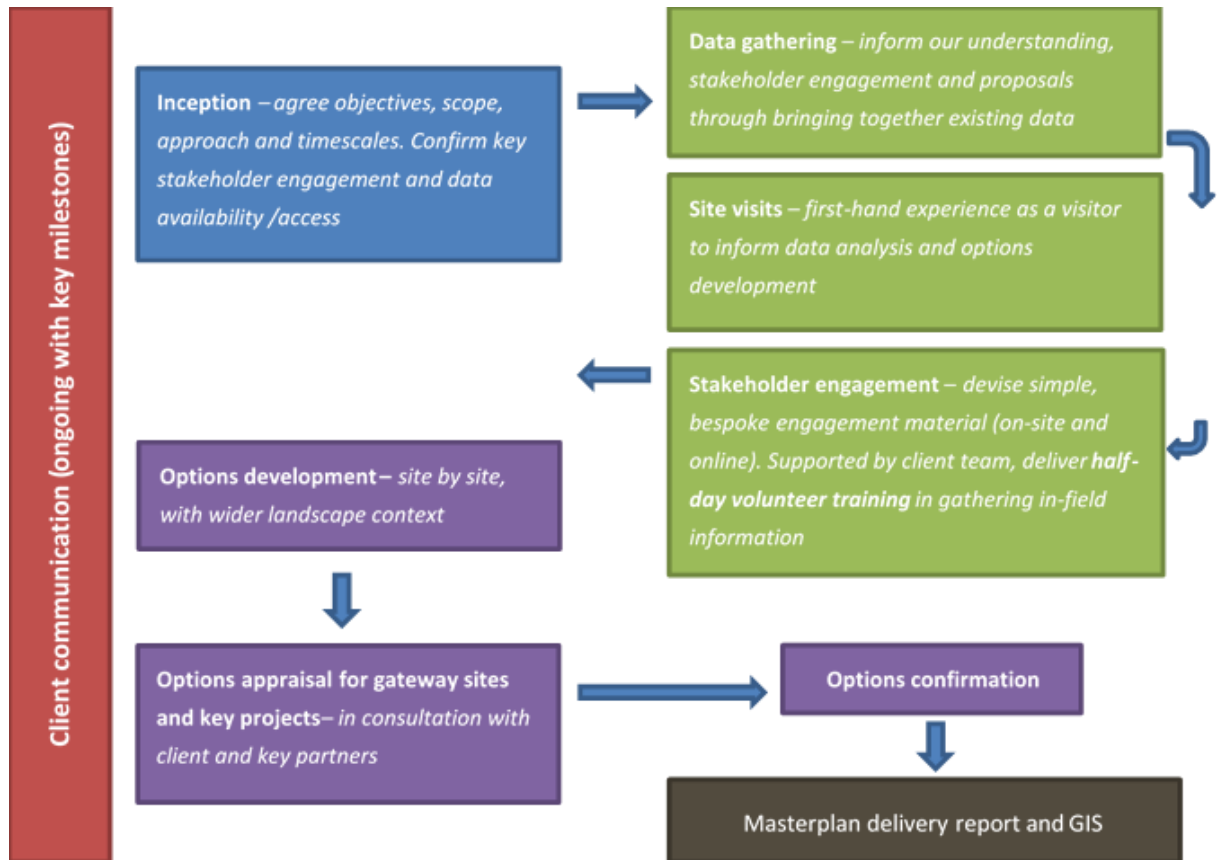 Client communication (ongoing with key milestones)
Inception – agree objectives, scope,
approach and timescales. Confirm key
stakeholder engagement and data
availability /access
Data gathering – inform our understanding,
stakeholder engagement and proposals
through bringing together existing data
Site visits – first-hand experience as a visitor
to inform data analysis and options
development
Stakeholder engagement – devise simple,
bespoke engagement material (on-site and
online). Supported by client team, deliver half-
day volunteer training in gathering in-field
information
Options development – site by site,
with wider landscape context
Options appraisal for gateway sites
and key projects– in consultation with
client and key partners
Options confirmation
Masterplan delivery report and GIS